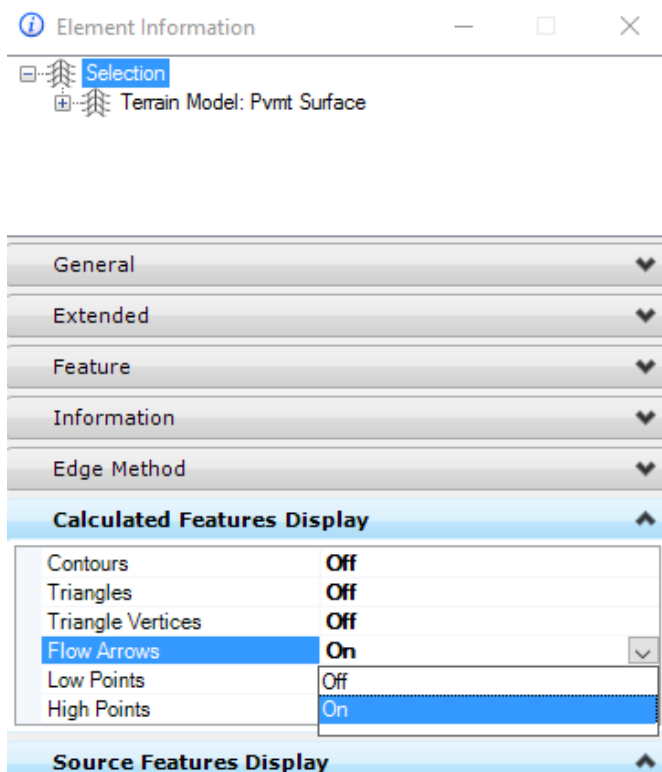 Element Information
Selection
Terrain Model: Pvmt Surface
General
Extended
Feature
Information
Edge Method
Calculated Features Display
Contours Off
Triangles Off
Triangle Vertices Off
Flow Arrows On
Low Points Off
High Points On
Source Features Display